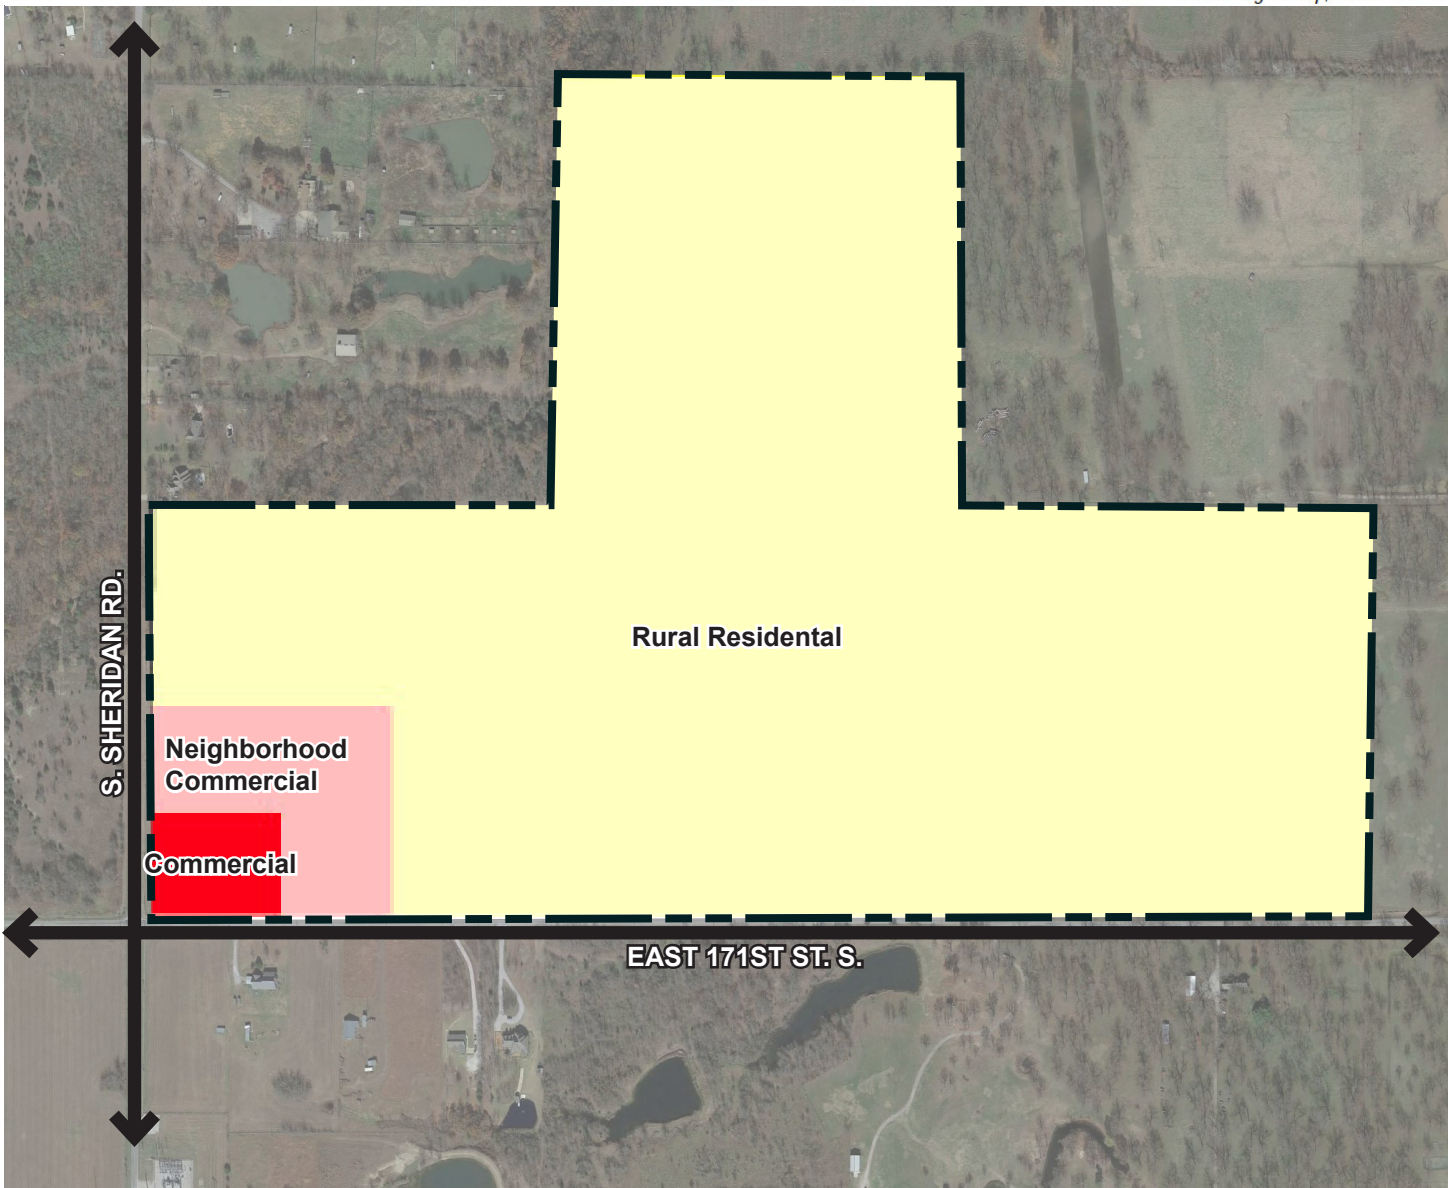 S. SHERIDAN RD.
Rural Residental
Neighborhood
Commercial
Commercial
EAST 171ST ST. S.